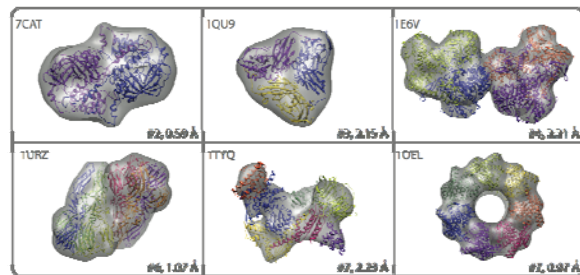 7CAT
1QU9
1E6V
#2, 0.59 Å
#3, 2.15 Å
#4, 2.31 Å
1URZ
1TYQ
1OEL
#6, 1.07 Å
#7, 2.23 Å
#7, 0.97 Å